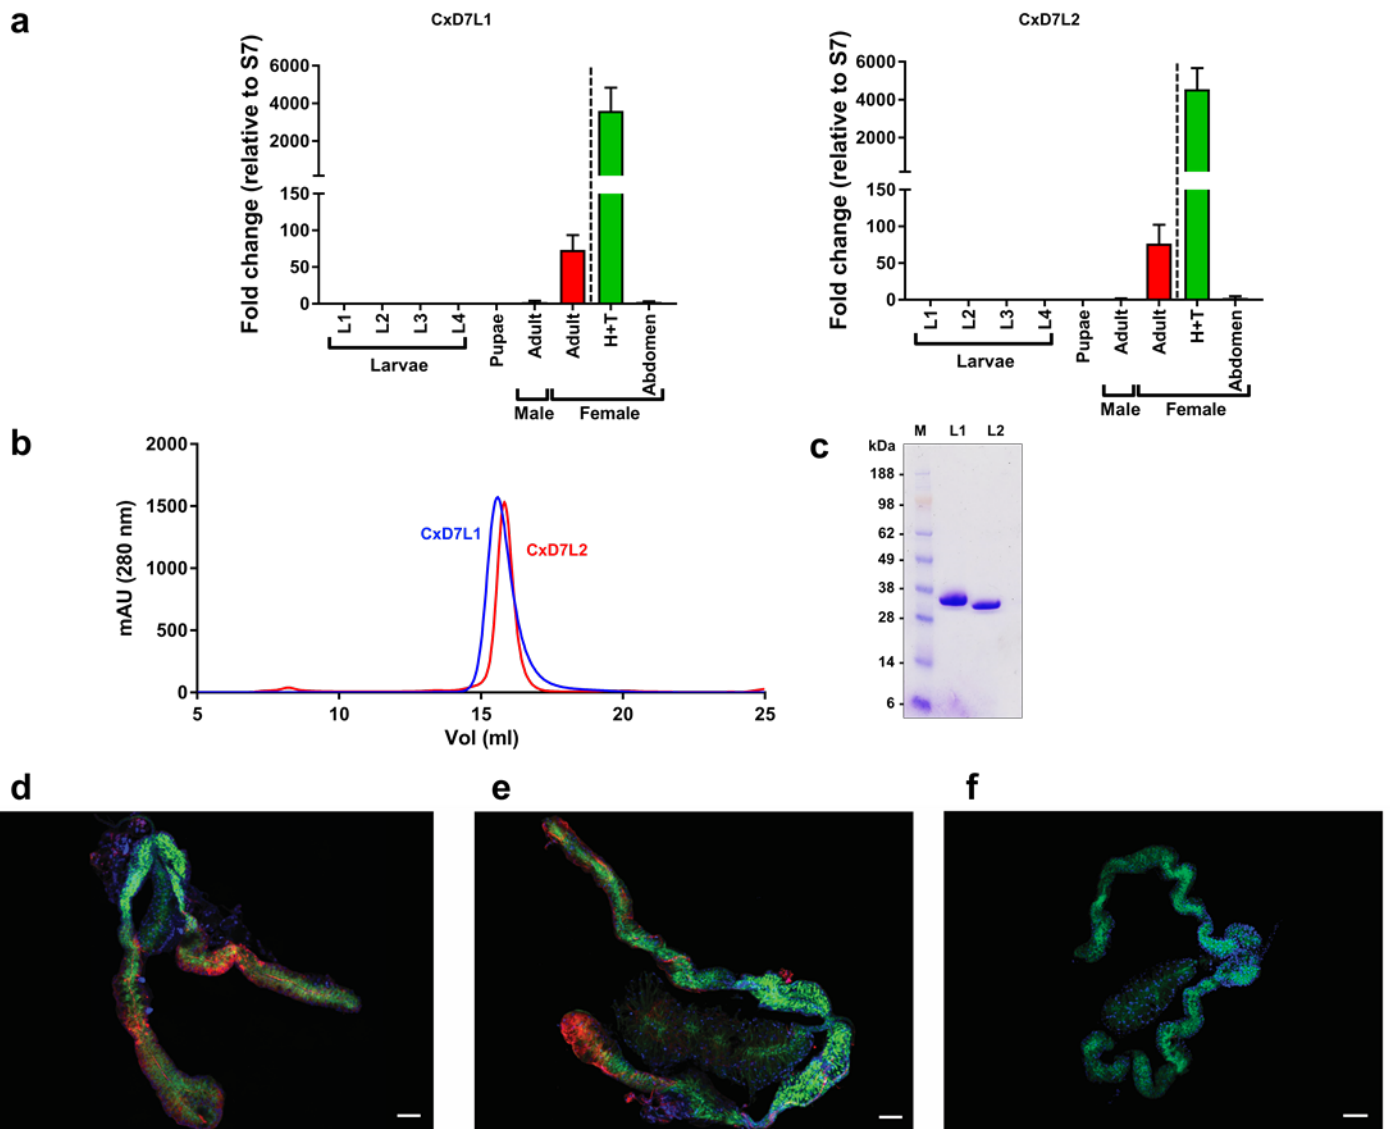 a
CxD7L1
CxD7L2
Fold change (relative to S7)
6000
4000
2000
150
100
50
0
L1
L2
L3
L4
Pupae
Adult
Adult
H+T
Abdomen
Larvae
Male
Female
Fold change (relative to S7)
6000
4000
2000
150
100
50
0
L1
L2
L3
L4
Pupae
Adult
Adult
H+T
Abdomen
Larvae
Male
Female
b
mAU (280 nm)
2000
1500
1000
500
0
CxD7L1
CxD7L2
5
10
15
20
25
Vol (ml)
c
kDa
M L1 L2
188
98
62
49
38
28
14
6
d
e
f